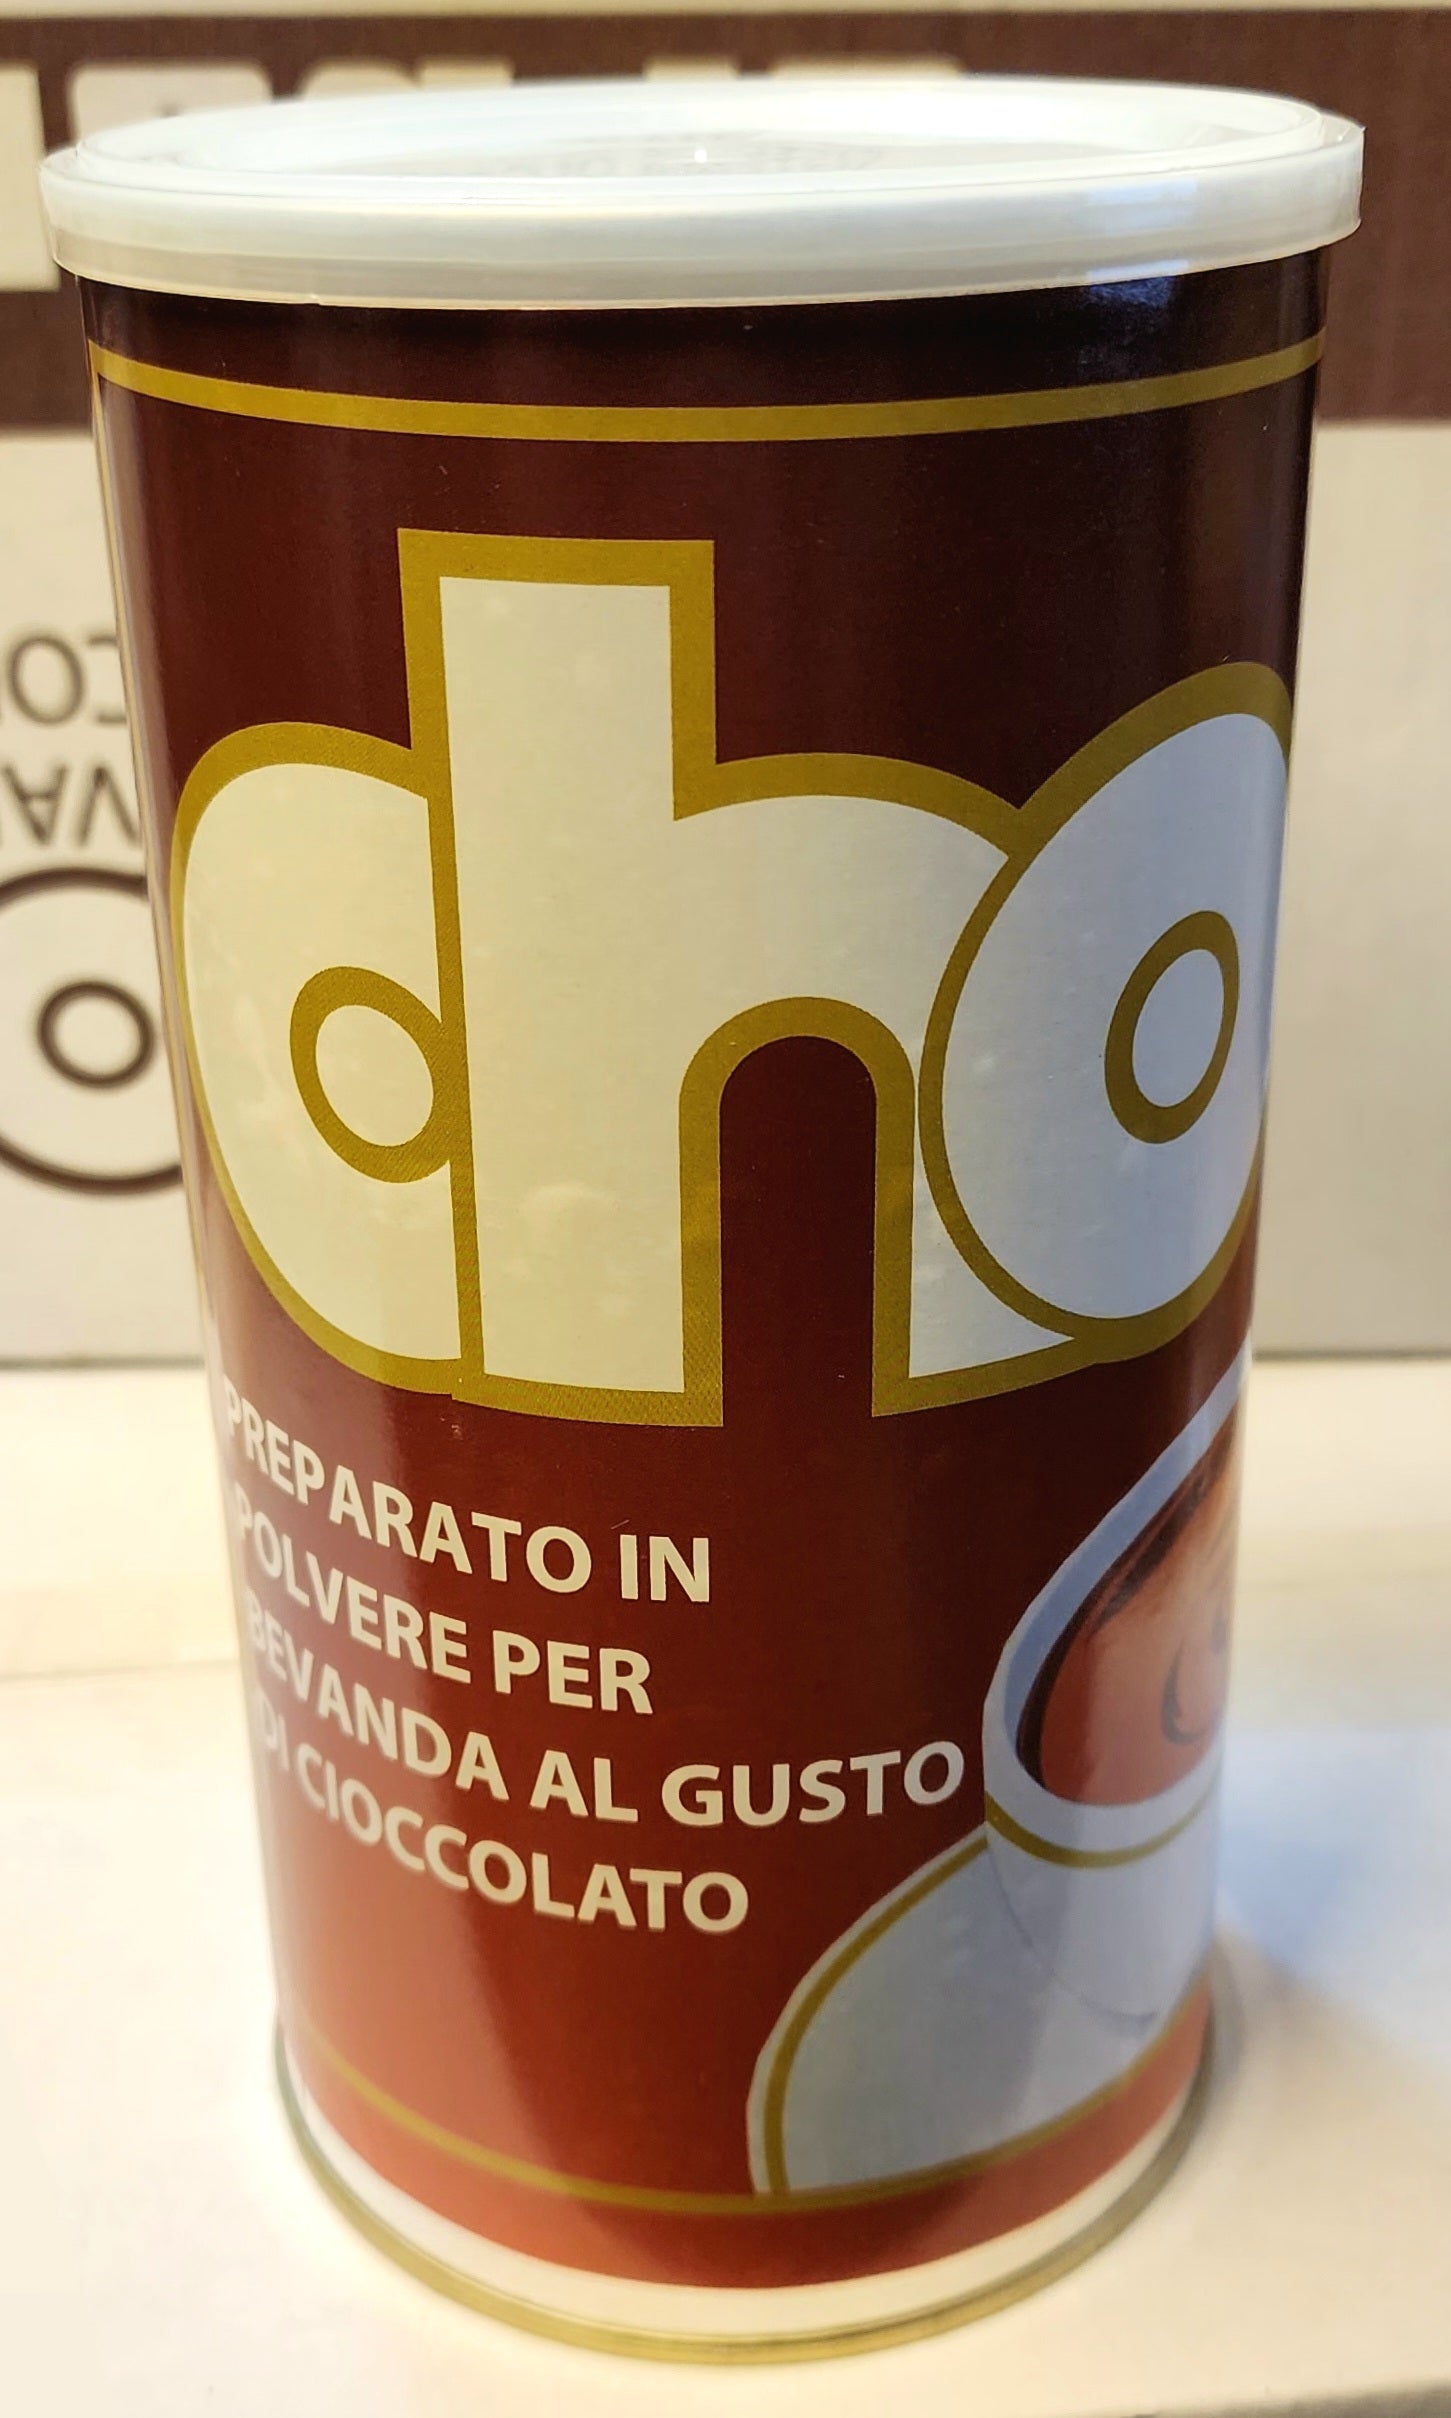 cho
PREPARATO IN
POLVERE PER
BEVANDA AL GUSTO
DI CIOCCOLATO